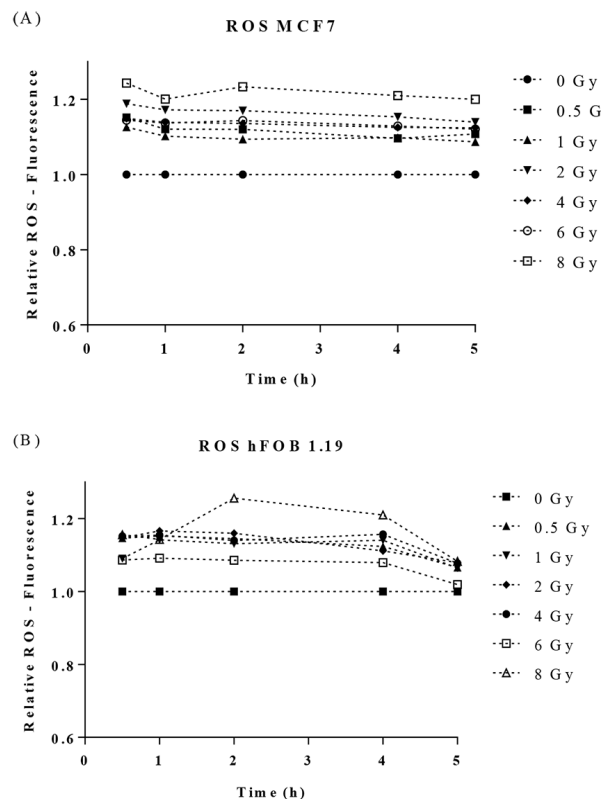 (A)
ROS MCF7
0 Gy
0.5 G
1 Gy
2 Gy
4 Gy
6 Gy
8 Gy
Relative ROS - Fluorescence
1.2
1.0
0.8
0.6
0 1 2 3 4 5
Time (h)
(B)
ROS hFOB 1.19
0 Gy
0.5 Gy
1 Gy
2 Gy
4 Gy
6 Gy
8 Gy
Relative ROS - Fluorescence
1.2
1.0
0.8
0.6
0 1 2 3 4 5
Time (h)